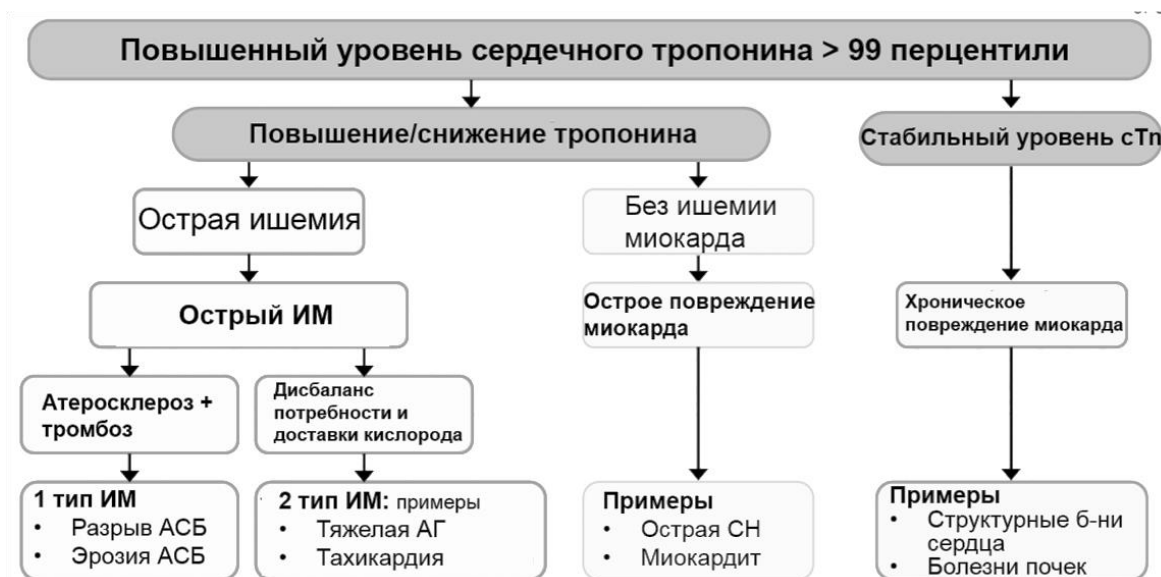 Повышенный уровень сердечного тропонина > 99 перцентили
Повышение/снижение тропонина
Стабильный уровень cTn
Острая ишемия
Без ишемии
миокарда
Острый ИМ
Острое повреждение
миокарда
Хроническое
повреждение миокарда
Атеросклероз +
тромбоз
Дисбаланс
потребности и
доставки кислорода
1 тип ИМ
• Разрыв АСБ
• Эрозия АСБ
2 тип ИМ: примеры
• Тяжелая АГ
• Тахикардия
Примеры
• Острая СН
• Миокардит
Примеры
• Структурные б-ни
сердца
• Болезни почек